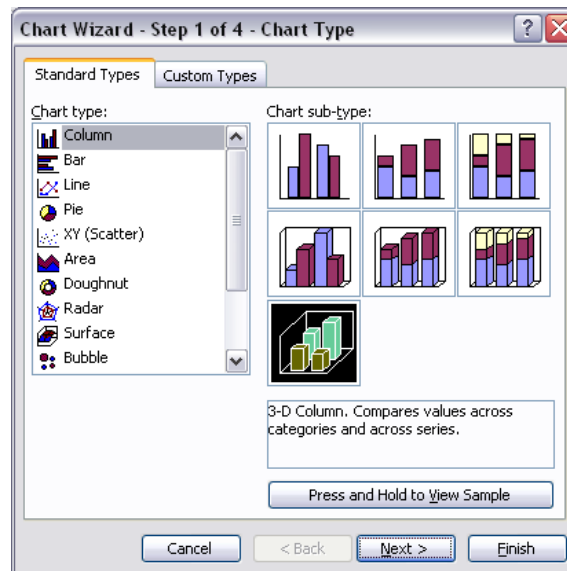 Chart Wizard - Step 1 of 4 - Chart Type
Standard Types
Custom Types
Chart type:
Column
Bar
Line
Pie
XY (Scatter)
Area
Doughnut
Radar
Surface
Bubble
Chart sub-type:
3-D Column. Compares values across
categories and across series.
Press and Hold to View Sample
Cancel
< Back
Next >
Finish